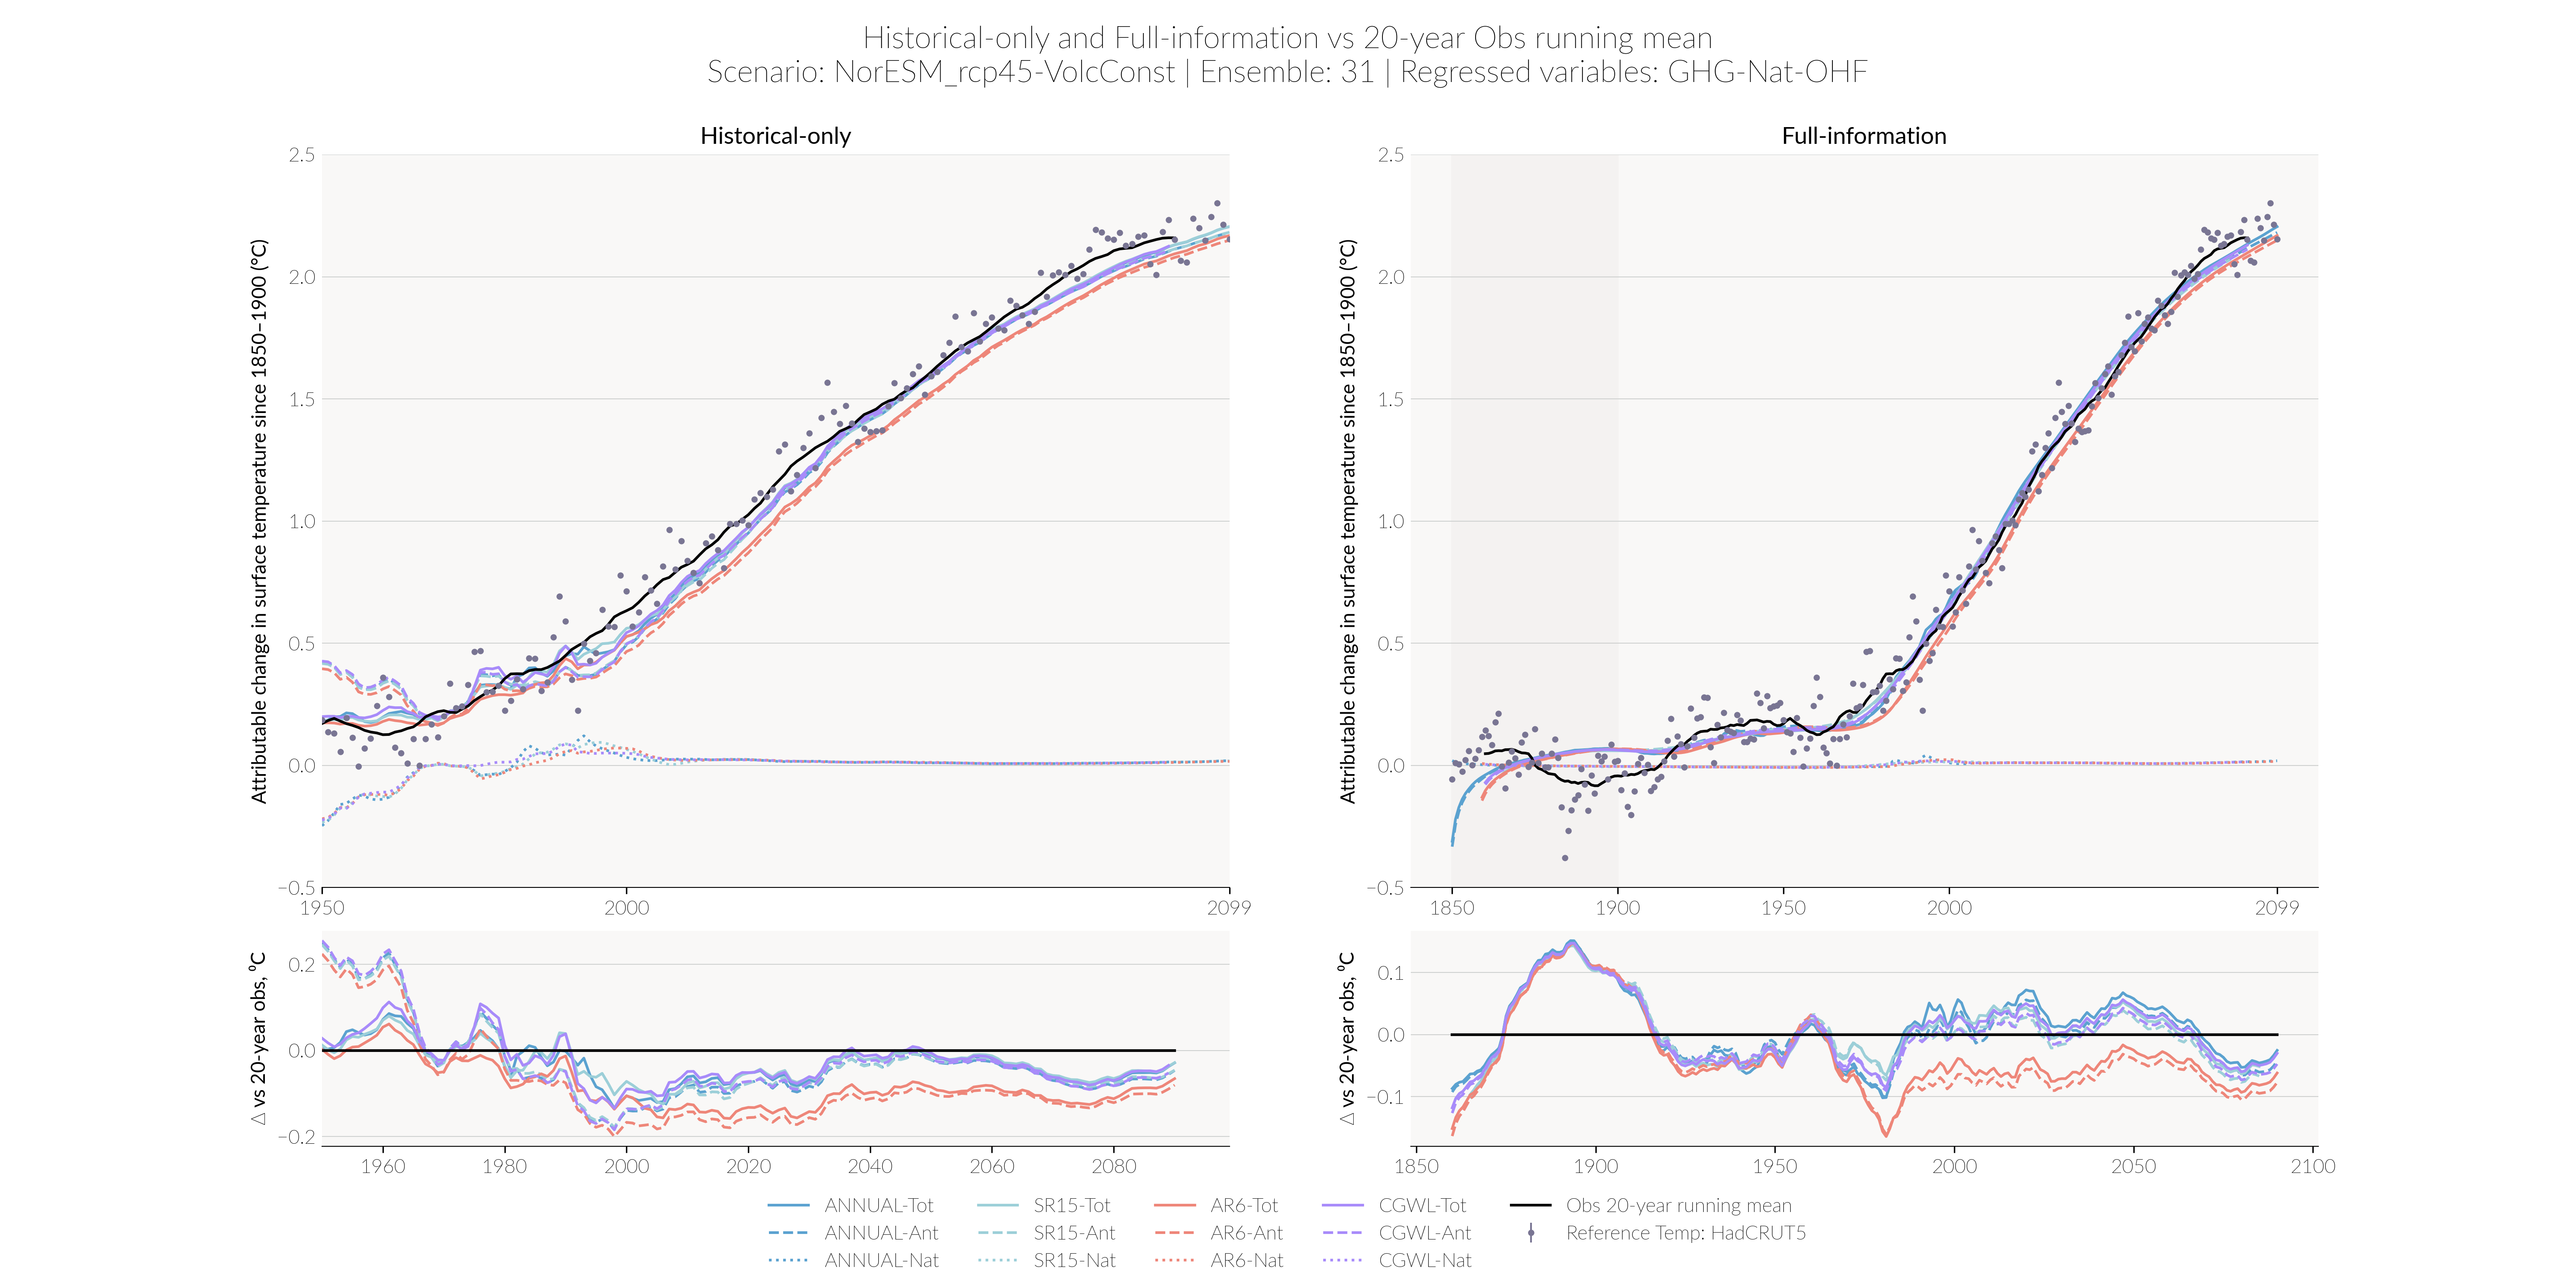 Historical-only and Full-information vs 20-year Obs running mean
Scenario: NorESM_rcp45-VolcConst | Ensemble: 31 | Regressed variables: GHG-Nat-OHF
Historical-only
Attributable change in surface temperature since 1850–1900 (°C)
2.5
2.0
1.5
1.0
0.5
0.0
−0.5
1950 2000 2099
Full-information
Attributable change in surface temperature since 1850–1900 (°C)
2.5
2.0
1.5
1.0
0.5
0.0
−0.5
1850 1900 1950 2000 2099
△ vs 20-year obs, °C
0.2
0.0
−0.2
1960 1980 2000 2020 2040 2060 2080
△ vs 20-year obs, °C
0.1
0.0
−0.1
1850 1900 1950 2000 2050 2100
ANNUAL-Tot SR15-Tot AR6-Tot CGWL-Tot Obs 20-year running mean
ANNUAL-Ant SR15-Ant AR6-Ant CGWL-Ant Reference Temp: HadCRUT5
ANNUAL-Nat SR15-Nat AR6-Nat CGWL-Nat